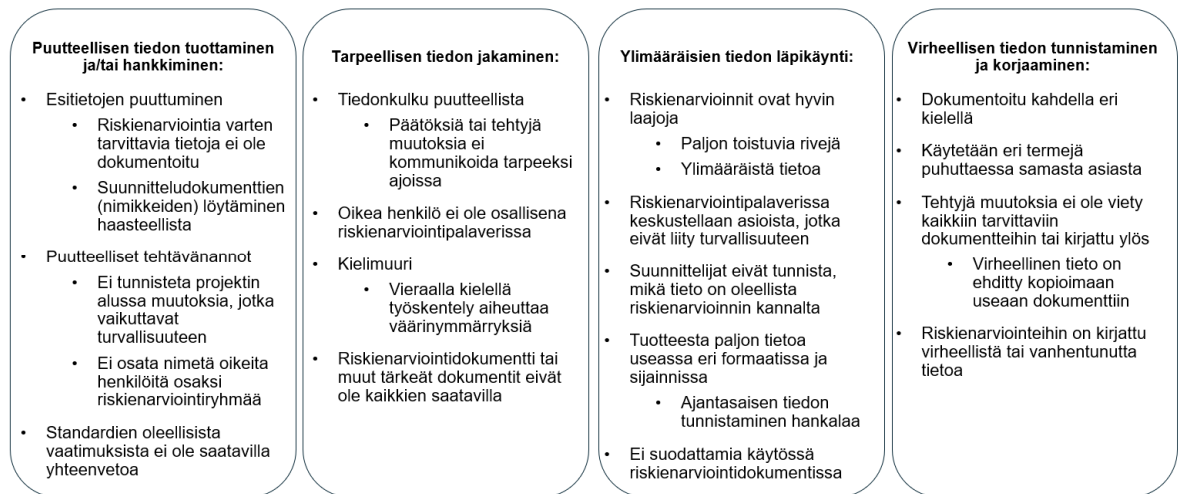 Puutteellisen tiedon tuottaminen
ja/tai hankkiminen:
• Esitietojen puuttuminen
• Riskienarviointia varten
tarvittavia tietoja ei ole
dokumentoitu
• Suunnitteludokumenttien
(nimikkeiden) löytäminen
haasteellista
• Puutteelliset tehtävänannot
• Ei tunnisteta projektin
alussa muutoksia, jotka
vaikuttavat
turvallisuuteen
• Ei osata nimetä oikeita
henkilöitä osaksi
riskienarviointiryhmää
• Standardien oleellisista
vaatimuksista ei ole saatavilla
yhteenvetoa
Tarpeellisen tiedon jakaminen:
• Tiedonkulku puutteellista
• Päätöksiä tai tehtyjä
muutoksia ei
kommunikoida tarpeeksi
ajoissa
• Oikea henkilö ei ole osallisena
riskienarviointipalaverissa
• Kielimuuri
• Vieraalla kielellä
työskentely aiheuttaa
väärinymmärryksiä
• Riskienarviointidokumentti tai
muut tärkeät dokumentit eivät
ole kaikkien saatavilla
Ylimääräisien tiedon läpikäynti:
• Riskienarvioinnit ovat hyvin
laajoja
• Paljon toistuvia rivejä
• Ylimääräistä tietoa
• Riskienarviointipalaverissa
keskustellaan asioista, jotka
eivät liity turvallisuuteen
• Suunnittelijat eivät tunnista,
mikä tieto on oleellista
riskienarvioinnin kannalta
• Tuotteesta paljon tietoa
useassa eri formaatissa ja
sijainnissa
• Ajantasaisen tiedon
tunnistaminen hankalaa
• Ei suodattamia käytössä
riskienarviointidokumentissa
Virheellisen tiedon tunnistaminen
ja korjaaminen:
• Dokumentoitu kahdella eri
kielellä
• Käytetään eri termejä
puhuttaessa samasta asiasta
• Tehtyjä muutoksia ei ole viety
kaikkiin tarvittaviin
dokumentteihin tai kirjattu ylös
• Virheellinen tieto on
ehditty kopioimaan
useaan dokumenttiin
• Riskienarviointeihin on kirjattu
virheellistä tai vanhentunutta
tietoa